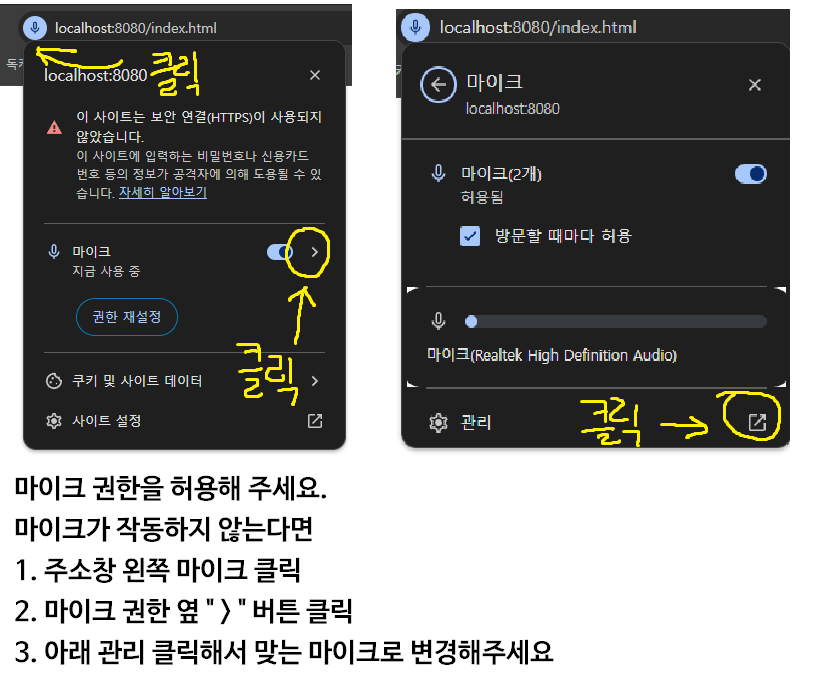 localhost:8080/index.html
독
localhost:8080
클릭
이 사이트는 보안 연결(HTTPS)이 사용되지
않았습니다.
이 사이트에 입력하는 비밀번호나 신용카드
번호 등의 정보가 공격자에 의해 도용될 수 있
습니다. 자세히 알아보기
마이크
지금 사용 중
권한 재설정
클릭
쿠키 및 사이트 데이터
사이트 설정
localhost:8080/index.html
마이크
localhost:8080
마이크(2개)
허용됨
방문할 때마다 허용
마이크(Realtek High Definition Audio)
클릭
관리
마이크 권한을 허용해 주세요.
마이크가 작동하지 않는다면
1. 주소창 왼쪽 마이크 클릭
2. 마이크 권한 옆 " > " 버튼 클릭
3. 아래 관리 클릭해서 맞는 마이크로 변경해주세요